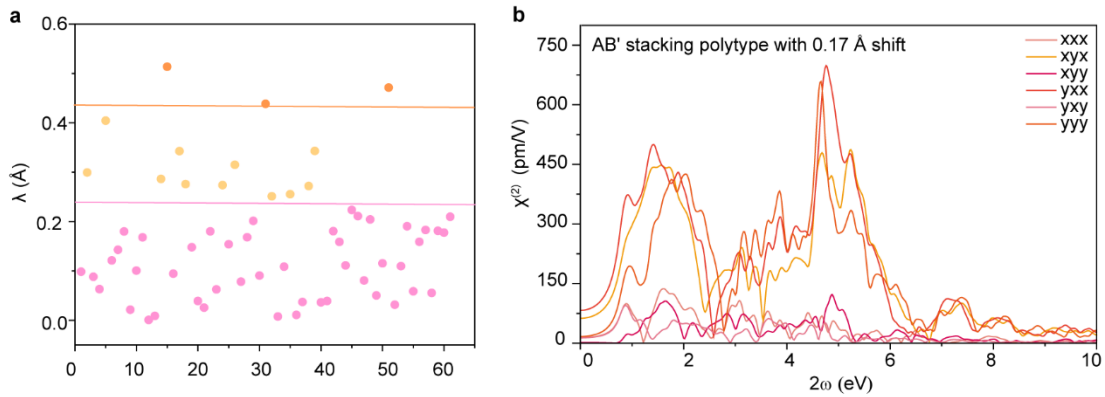 a
0.6
0.4
0.2
0.0
λ (Å)
0
10
20
30
40
50
60
b
AB' stacking polytype with 0.17 Å shift
xxx
xyx
xyy
yxx
yxy
yyy
750
600
450
300
150
0
χ⁽²⁾ (pm/V)
0
2
4
6
8
10
2ω (eV)